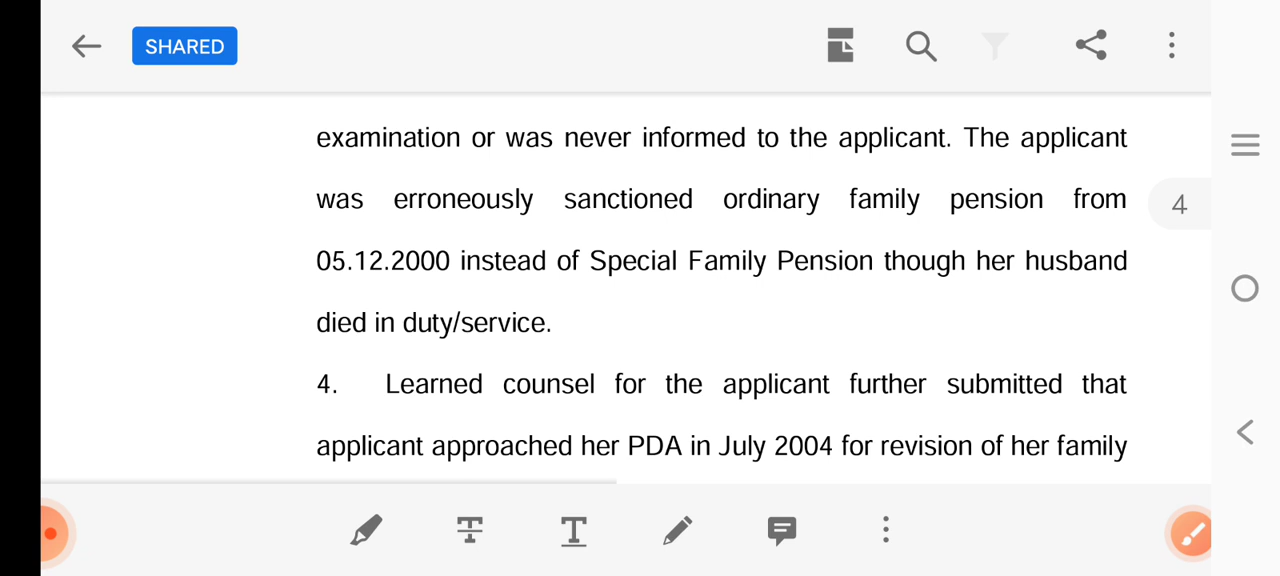 SHARED
examination or was never informed to the applicant. The applicant
was erroneously sanctioned ordinary family pension from
4
05.12.2000 instead of Special Family Pension though her husband
died in duty/service.
4. Learned counsel for the applicant further submitted that
applicant approached her PDA in July 2004 for revision of her family